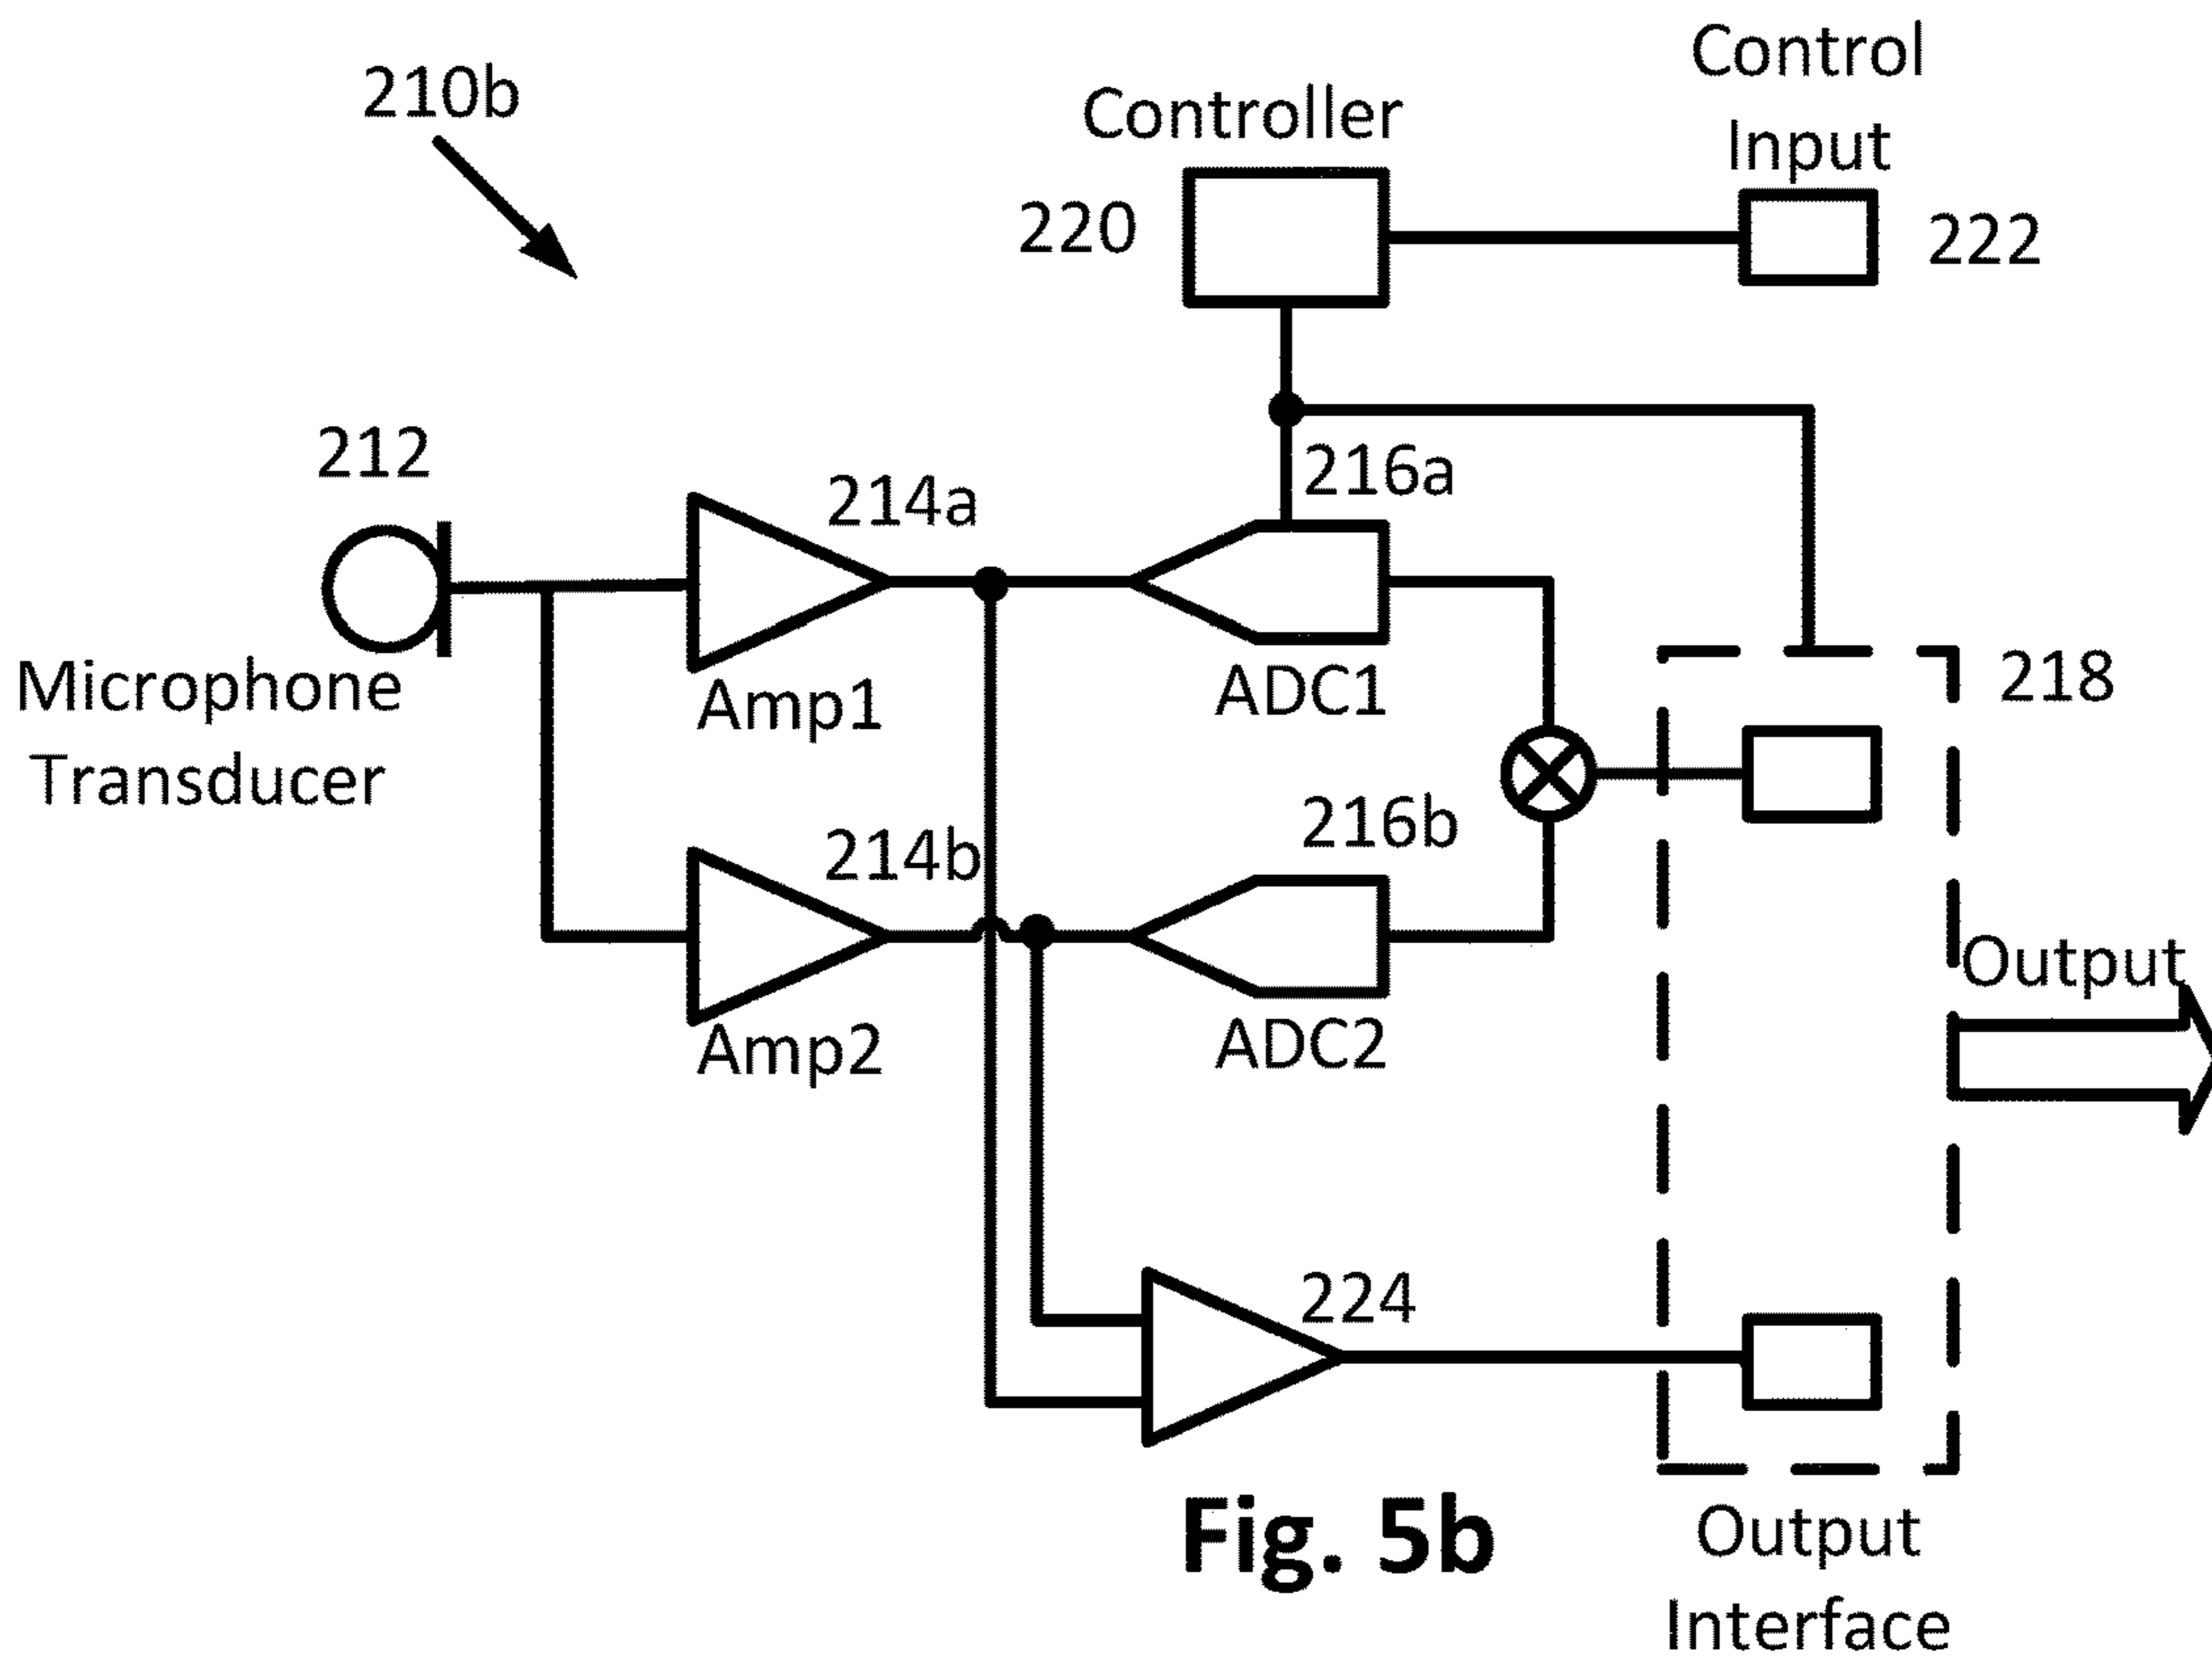 210b
Controller
Control
Input
220
222
212
214a
216a
Microphone
Transducer
Amp1
ADC1
218
214b
216b
Amp2
ADC2
Output
224
Fig. 5b
Output
Interface